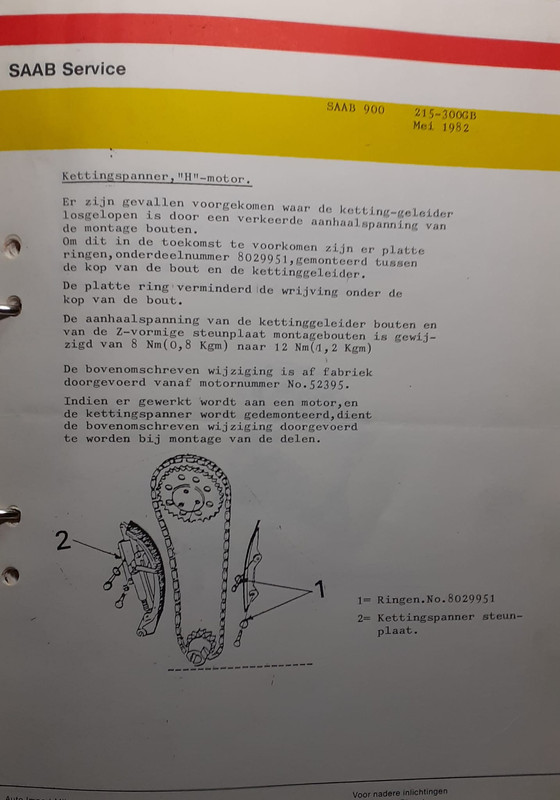 SAAB Service
SAAB 900
215-300GB
Mei 1982
Kettingspanner,"H"-motor.
Er zijn gevallen voorgekomen waar de ketting-geleider
losgelopen is door een verkeerde aanhaalspanning van
de montage bouten.
Om dit in de toekomst te voorkomen zijn er platte
ringen,onderdeelnummer 8029951,gemonteerd tussen
de kop van de bout en de kettinggeleider.
De platte ring verminderd de wrijving onder de
kop van de bout.
De aanhaalspanning van de kettinggeleider bouten en
van de Z-vormige steunplaat montagebouten is gewij-
zigd van 8 Nm(0,8 Kgm) naar 12 Nm(1,2 Kgm)
De bovenomschreven wijziging is af fabriek
doorgevoerd vanaf motornummer No.52395.
Indien er gewerkt wordt aan een motor,en
de kettingspanner wordt gedemonteerd,dient
de bovenomschreven wijziging doorgevoerd
te worden bij montage van de delen.
2
1
1= Ringen.No.8029951
2= Kettingspanner steun-
plaat.
Voor nadere inlichtingen